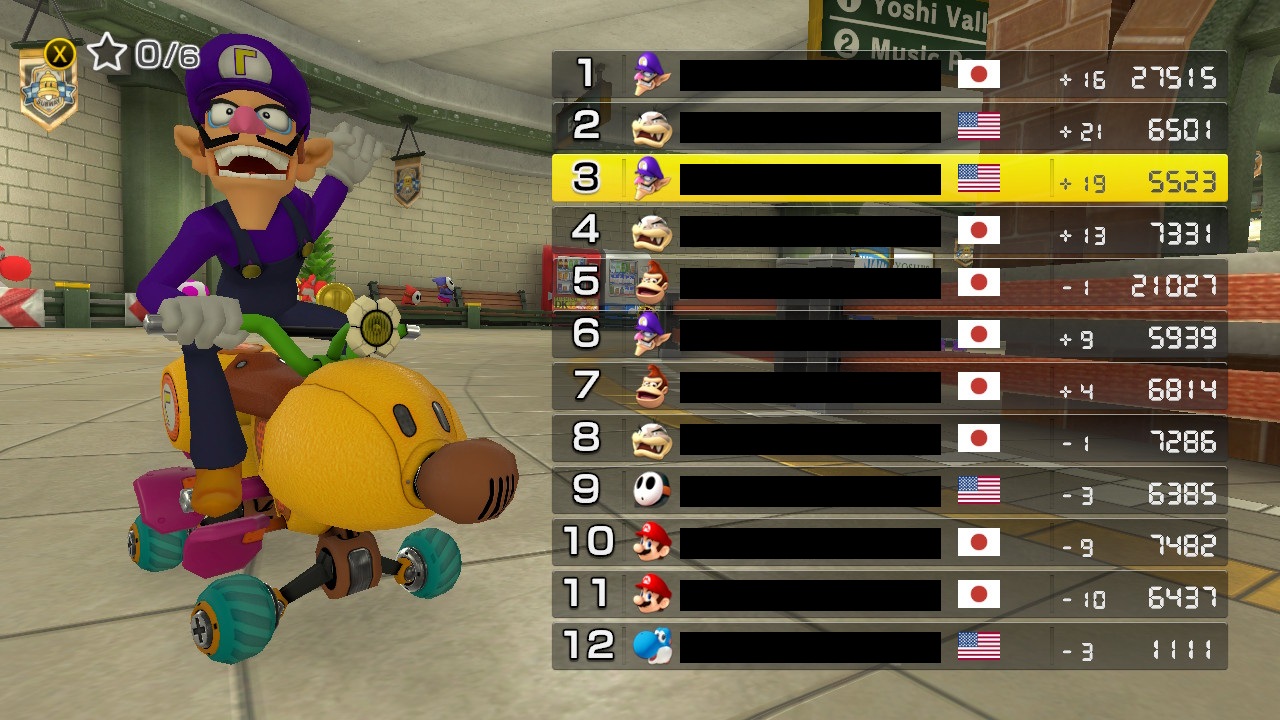 X 0/6
1 Yoshi Vall
2 Music P
1 +16 27515
2 +21 6501
3 +19 5523
4 +13 7331
5 -1 21027
6 +9 5939
7 +4 6814
8 -1 7286
9 -3 6385
10 -9 7482
11 -10 6437
12 -3 1111